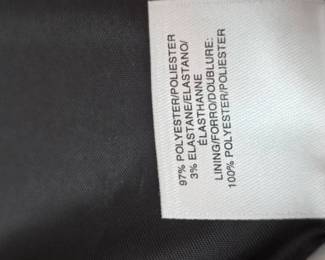 97% POLYESTER/POLIESTER
3% ELASTANE/ELASTANO/
ÉLASTHANNE
LINING/FORRO/DOUBLURE:
100% POLYESTER/POLIESTER